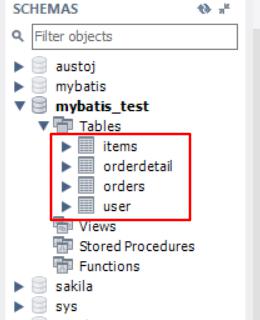 SCHEMAS
Filter objects
austoj
mybatis
mybatis_test
Tables
items
orderdetail
orders
user
Views
Stored Procedures
Functions
sakila
sys